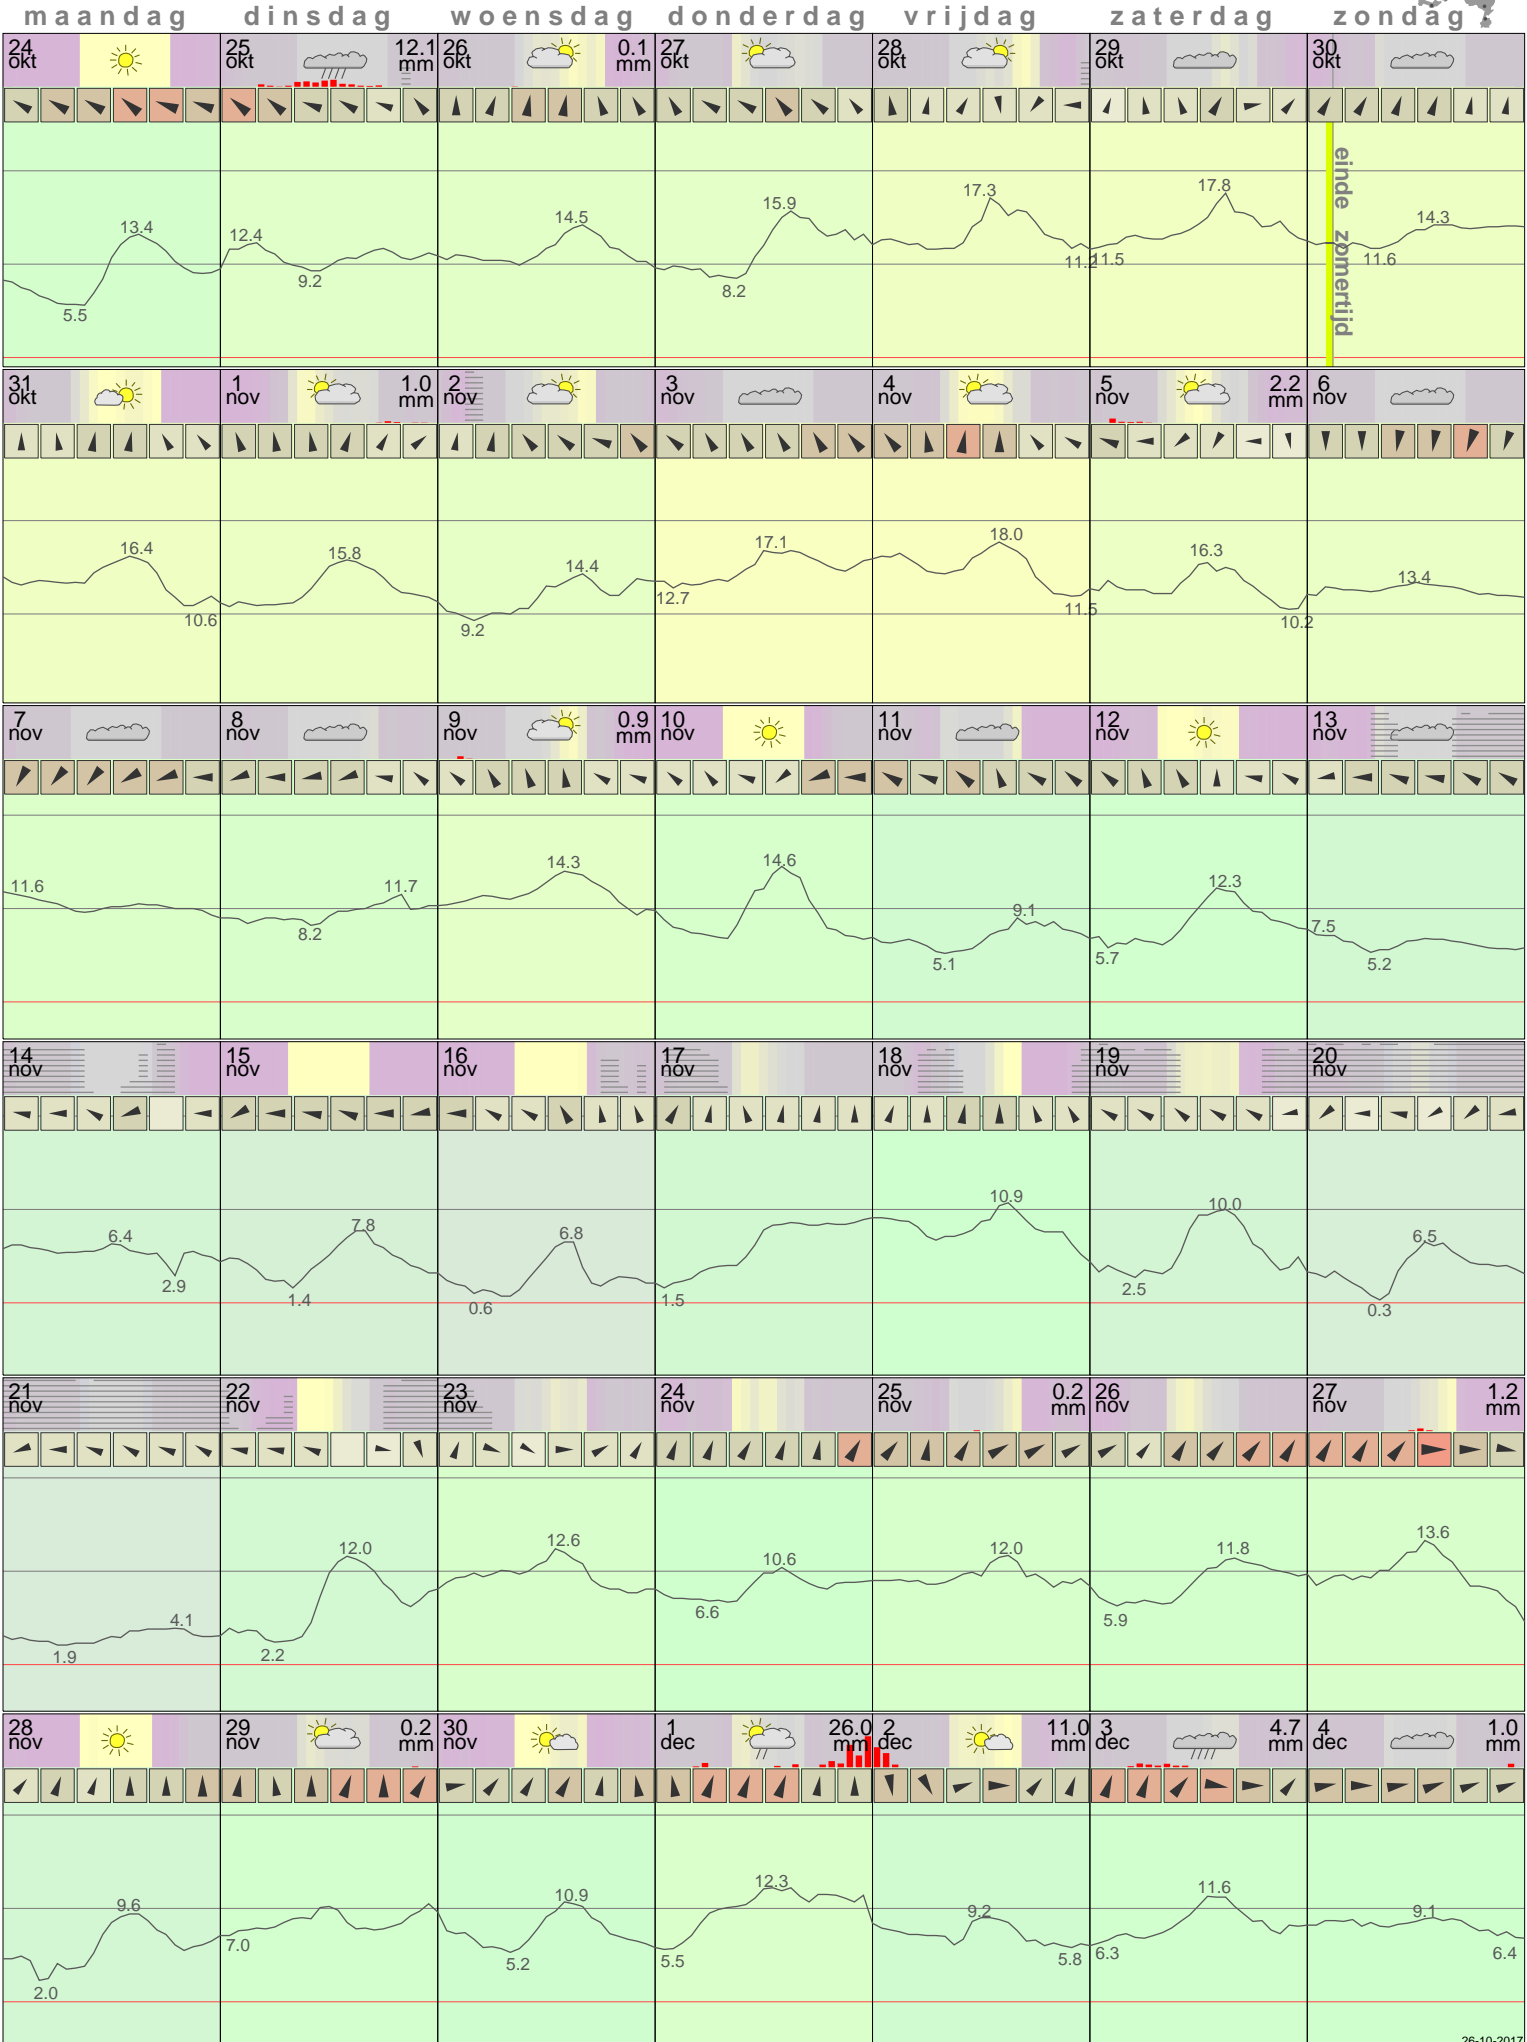 maandag dinsdag woensdag donderdag vrijdag zaterdag zondag
24 25 12.1 26 0.1 27 28 29 30
okt okt mm okt mm okt okt okt okt
einde zomertijd
13.4 12.4 14.5 15.9 17.3 17.8 14.3
5.5 9.2 8.2 11.2 11.5 11.6
31 1 1.0 2 3 4 5 2.2 6
okt nov mm nov nov nov nov mm nov
16.4 15.8 14.4 17.1 18.0 16.3 13.4
10.6 9.2 12.7 11.5 10.2
7 8 9 0.9 10 11 12 13
nov nov nov mm nov nov nov nov
11.6 11.7 14.3 14.6 9.1 12.3 7.5
8.2 5.1 5.7 5.2
14 15 16 17 18 19 20
nov nov nov nov nov nov nov
6.4 7.8 6.8 10.9 10.0 6.5
2.9 1.4 0.6 1.5 2.5 0.3
21 22 23 24 25 0.2 26 27 1.2
nov nov nov nov nov mm nov nov mm
4.1 12.0 12.6 10.6 12.0 11.8 13.6
1.9 2.2 6.6 5.9
28 29 0.2 30 1 26.0 2 11.0 3 4.7 4 1.0
nov nov mm nov dec mm dec mm dec mm dec mm
9.6 10.9 12.3 9.2 11.6 9.1
2.0 7.0 5.2 5.5 5.8 6.3 6.4
26-10-2017